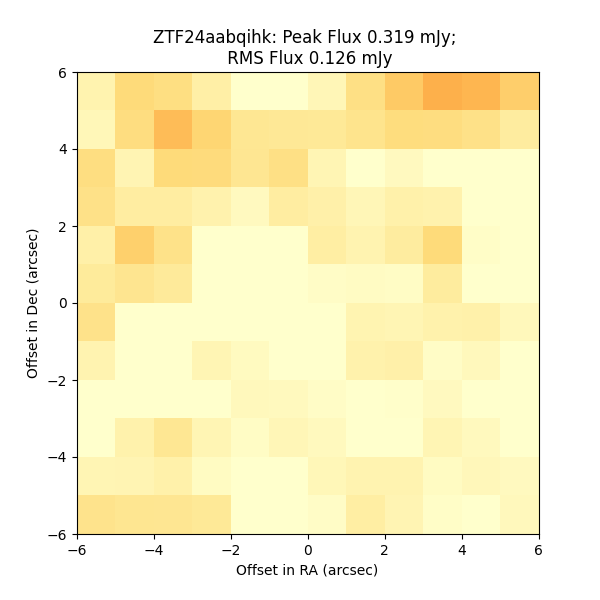 ZTF24aabqihk: Peak Flux 0.319 mJy;
RMS Flux 0.126 mJy
6
4
2
0
−2
−4
−6
Offset in Dec (arcsec)
−6 −4 −2 0 2 4 6
Offset in RA (arcsec)